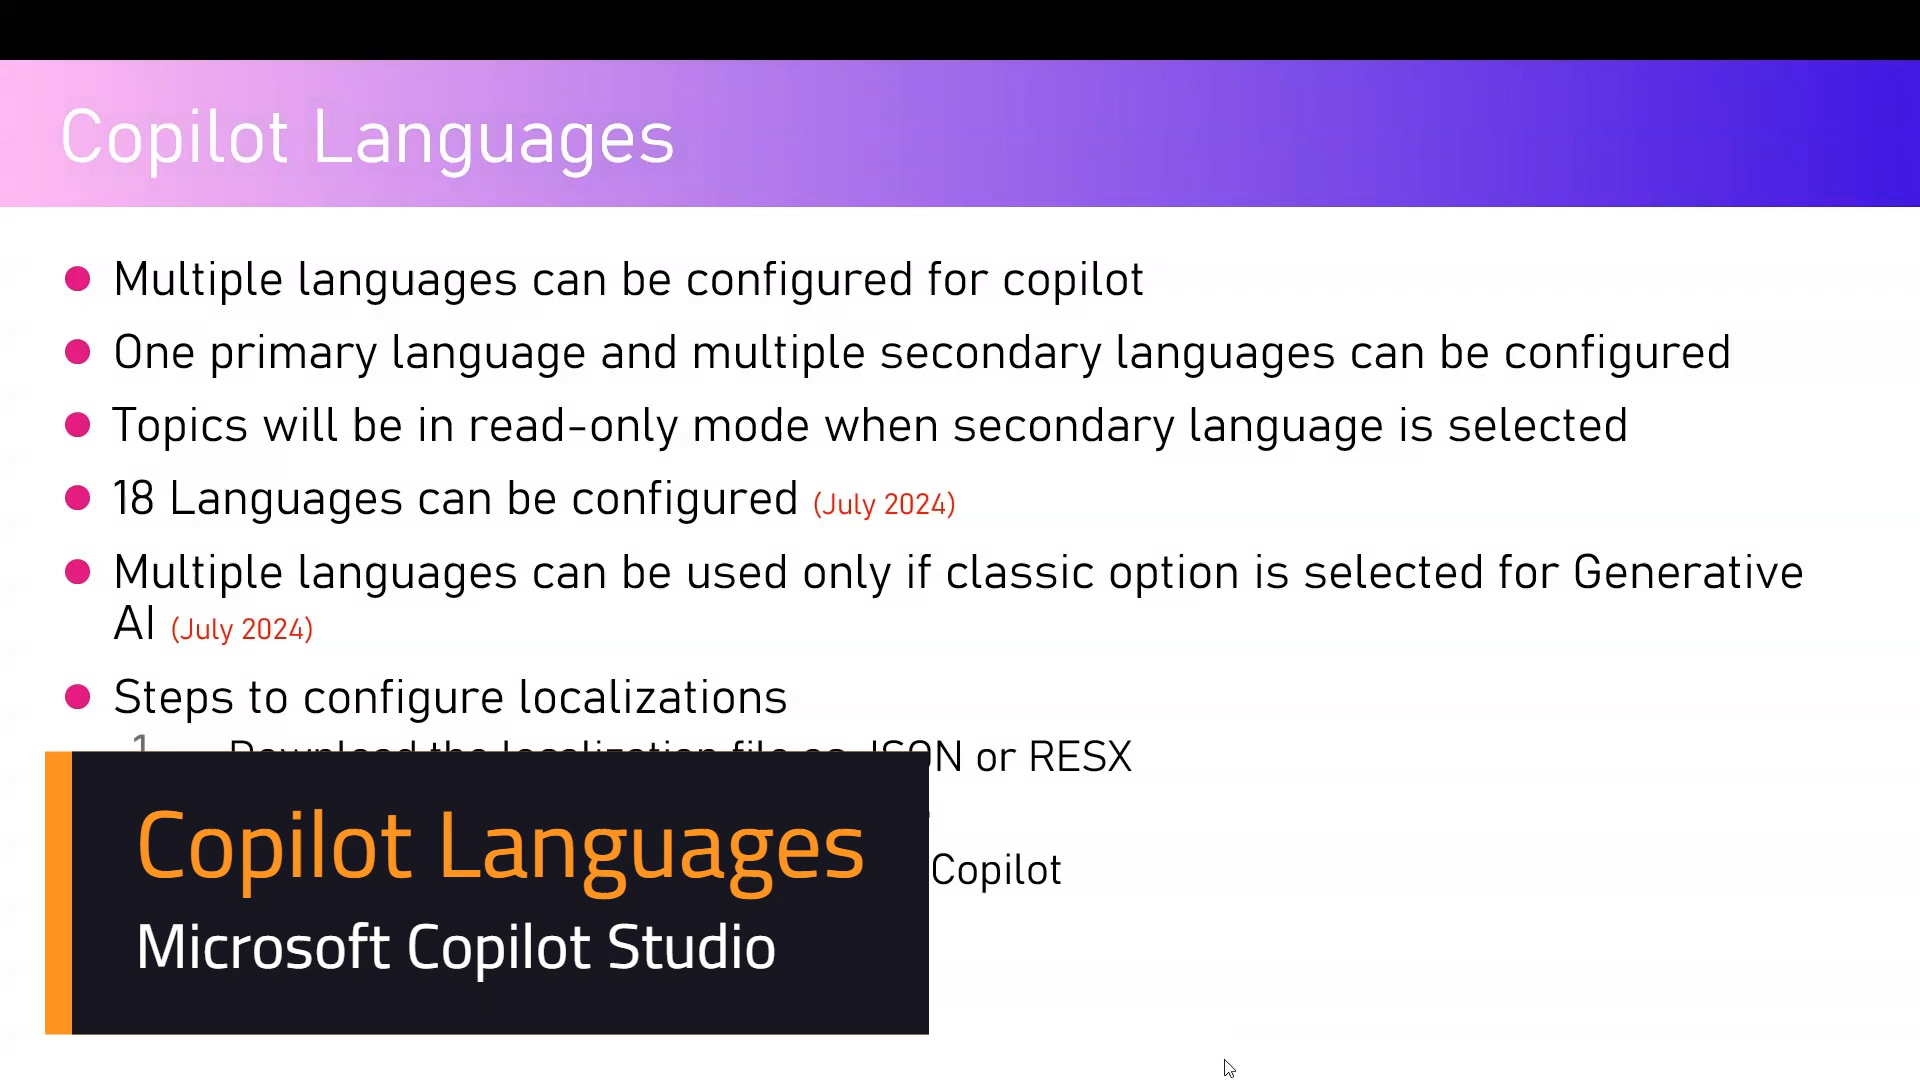 Copilot Languages
Multiple languages can be configured for copilot
One primary language and multiple secondary languages can be configured
Topics will be in read-only mode when secondary language is selected
18 Languages can be configured (July 2024)
Multiple languages can be used only if classic option is selected for Generative
AI (July 2024)
Steps to configure localizations
1. Download the localization file as JSON or RESX
Copilot
Copilot Languages
Microsoft Copilot Studio